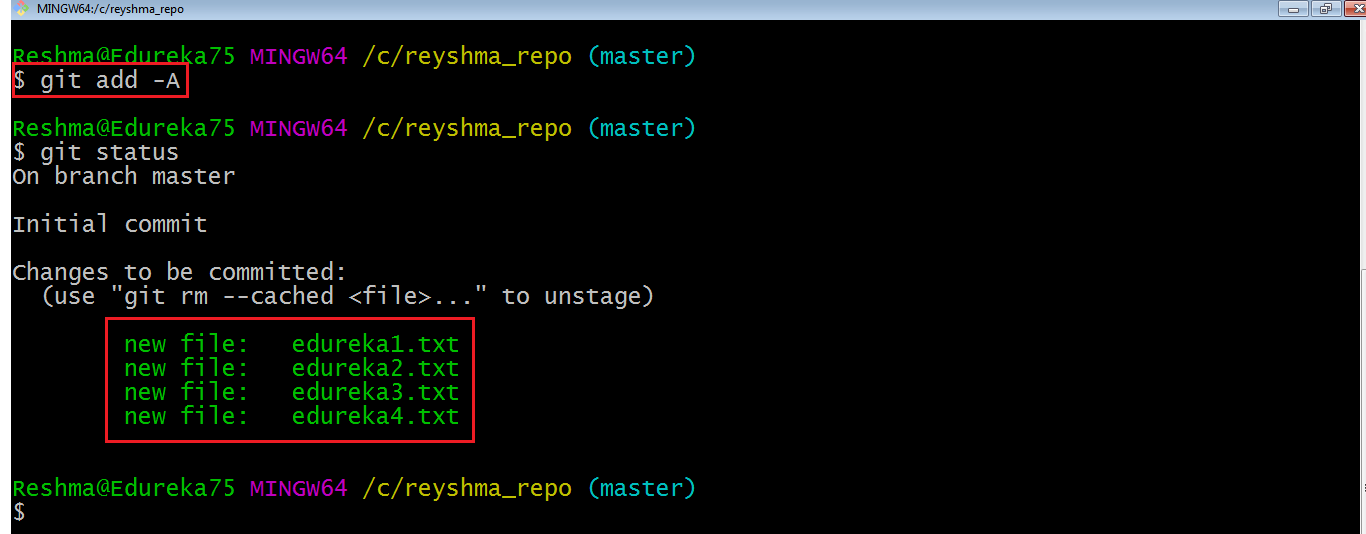 MINGW64:/c/reyshma_repo
Reshma@Edureka75 MINGW64 /c/reyshma_repo (master)
$ git add -A
Reshma@Edureka75 MINGW64 /c/reyshma_repo (master)
$ git status
On branch master
Initial commit
Changes to be committed:
  (use "git rm --cached <file>..." to unstage)
        new file:   edureka1.txt
        new file:   edureka2.txt
        new file:   edureka3.txt
        new file:   edureka4.txt
Reshma@Edureka75 MINGW64 /c/reyshma_repo (master)
$